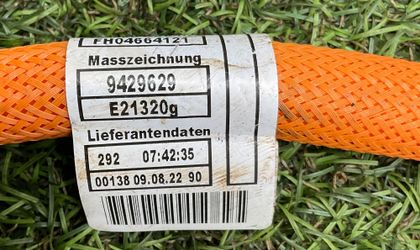 FH04664121
Masszeichnung
9429629
E21320g
Lieferantendaten
292 07:42:35
00138 09.08.22 90